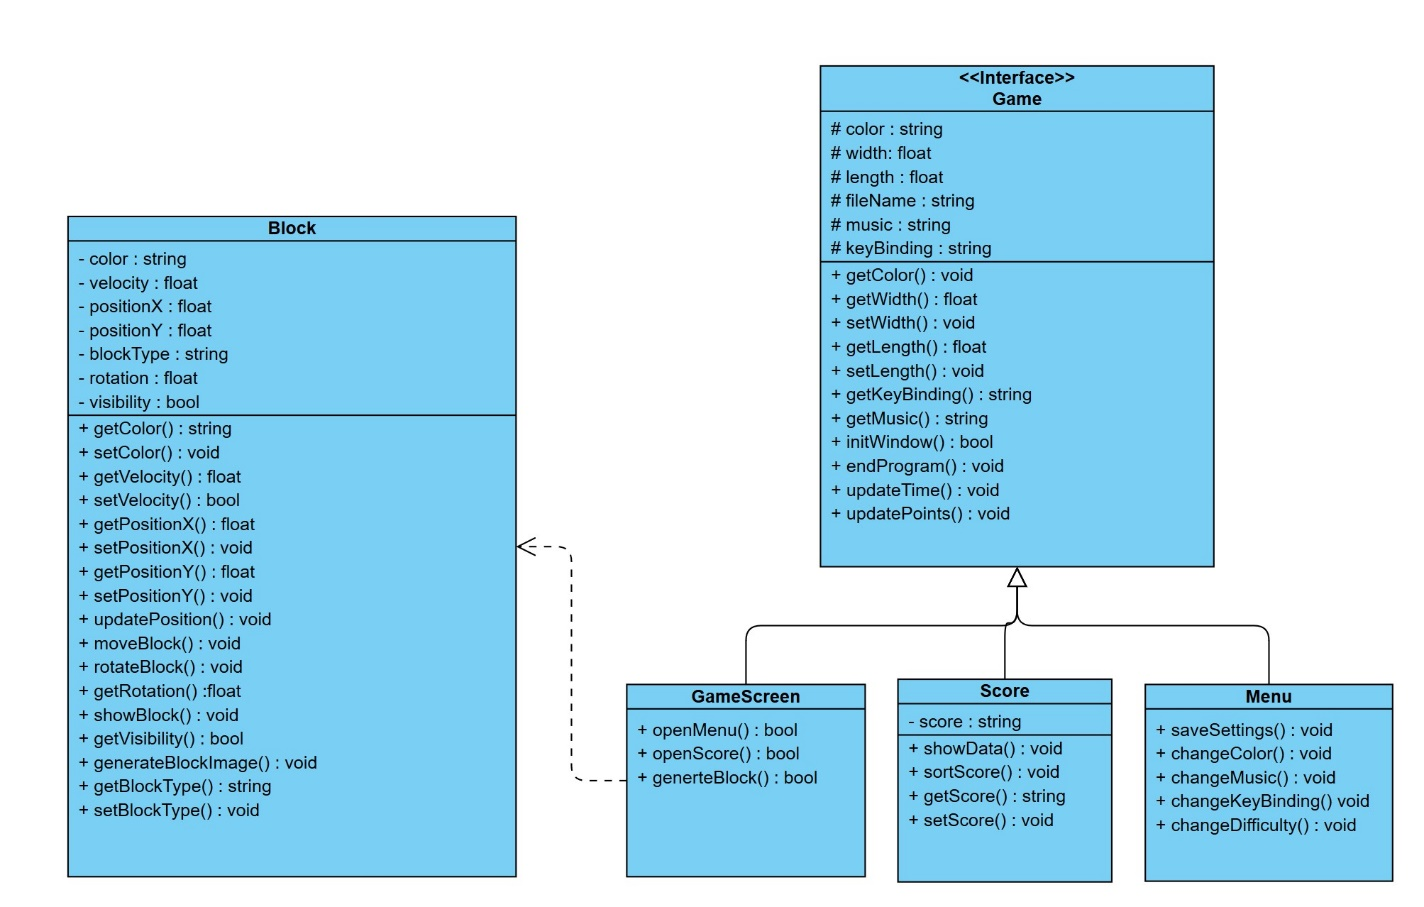 <<Interface>>
Game
# color : string
# width: float
# length : float
# fileName : string
# music : string
# keyBinding : string
+ getColor() : void
+ getWidth() : float
+ setWidth() : void
+ getLength() : float
+ setLength() : void
+ getKeyBinding() : string
+ getMusic() : string
+ initWindow() : bool
+ endProgram() : void
+ updateTime() : void
+ updatePoints() : void
Block
- color : string
- velocity : float
- positionX : float
- positionY : float
- blockType : string
- rotation : float
- visibility : bool
+ getColor() : string
+ setColor() : void
+ getVelocity() : float
+ setVelocity() : bool
+ getPositionX() : float
+ setPositionX() : void
+ getPositionY() : float
+ setPositionY() : void
+ updatePosition() : void
+ moveBlock() : void
+ rotateBlock() : void
+ getRotation() :float
+ showBlock() : void
+ getVisibility() : bool
+ generateBlockImage() : void
+ getBlockType() : string
+ setBlockType() : void
GameScreen
+ openMenu() : bool
+ openScore() : bool
+ generteBlock() : bool
Score
- score : string
+ showData() : void
+ sortScore() : void
+ getScore() : string
+ setScore() : void
Menu
+ saveSettings() : void
+ changeColor() : void
+ changeMusic() : void
+ changeKeyBinding() void
+ changeDifficulty() : void